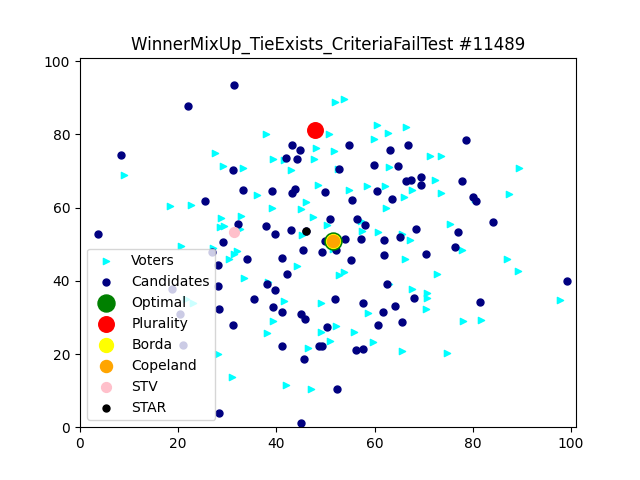 WinnerMixUp_TieExists_CriteriaFailTest #11489
100
80
60
40
20
0
Voters
Candidates
Optimal
Plurality
Borda
Copeland
STV
STAR
0 20 40 60 80 100